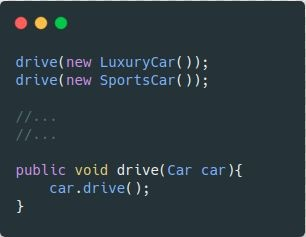 drive(new LuxuryCar());
drive(new SportsCar());
//...
//...
public void drive(Car car){
    car.drive();
}